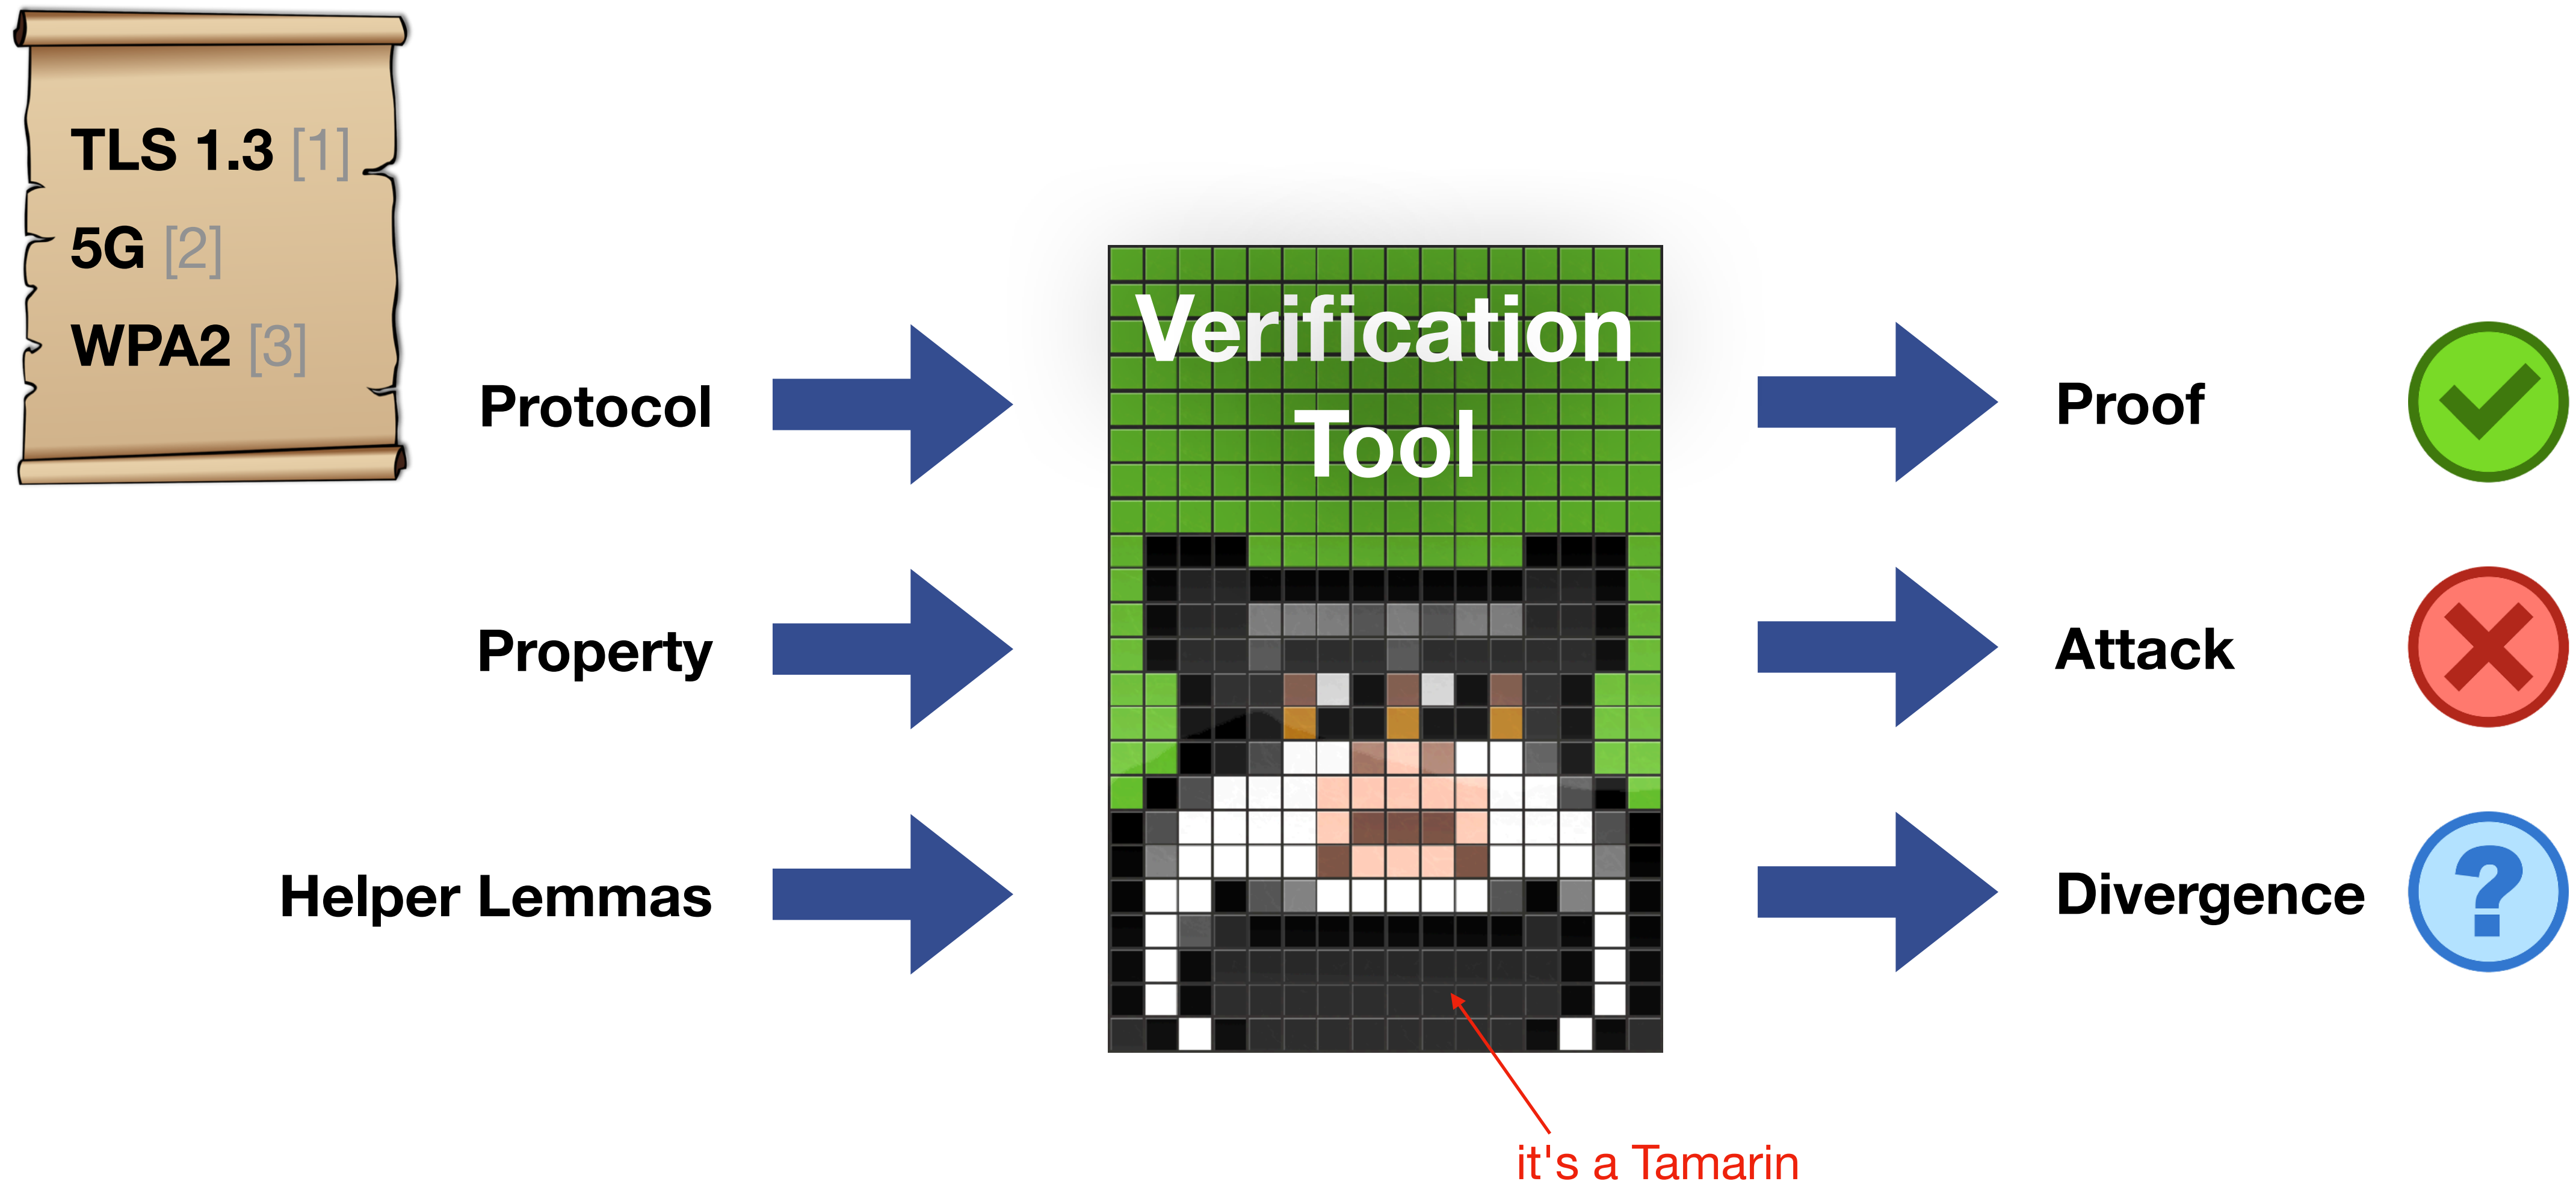 TLS 1.3 [1]
5G [2]
WPA2 [3]
Protocol
Property
Helper Lemmas
Verification
Tool
Proof
Attack
Divergence
?
it's a Tamarin